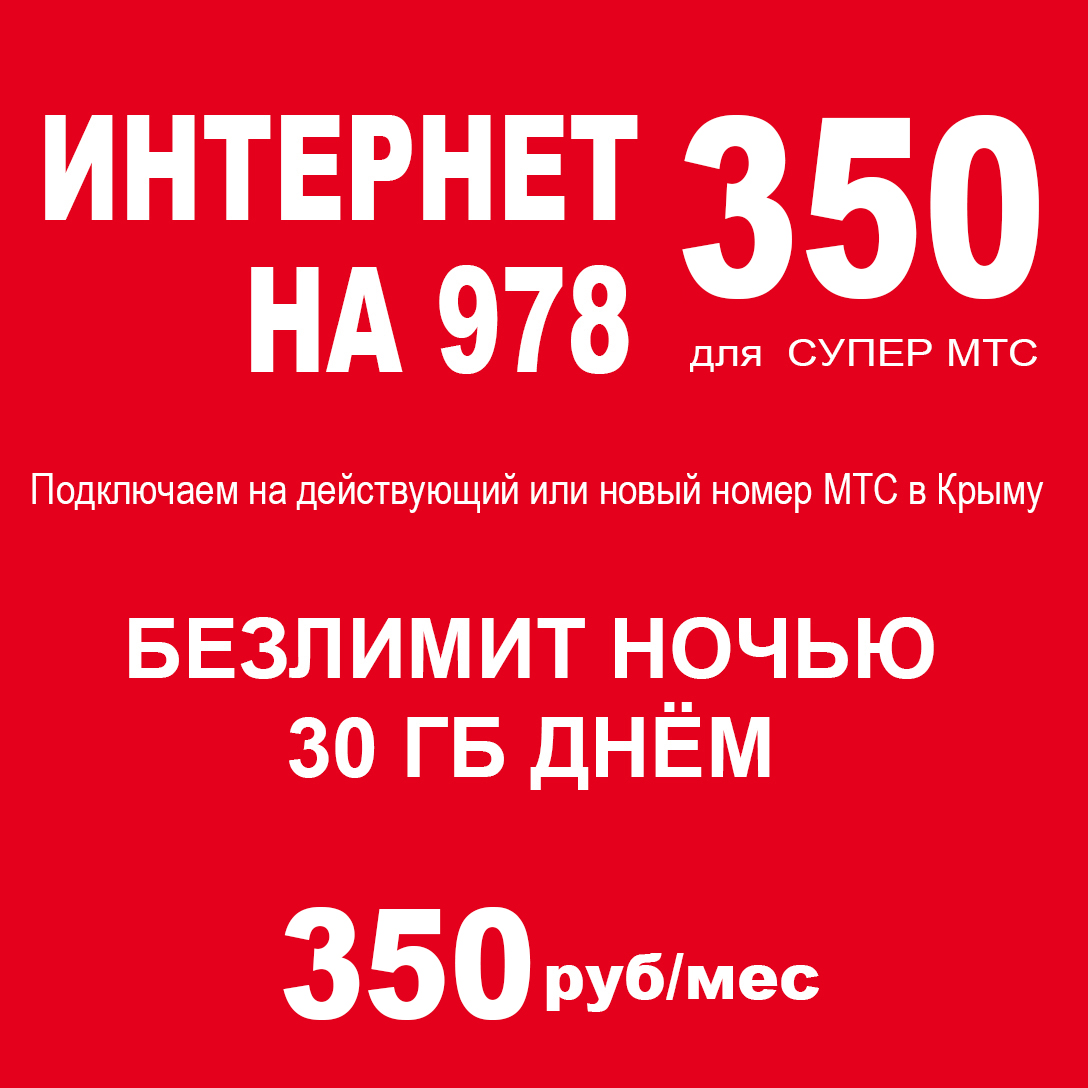 ИНТЕРНЕТ
НА 978
350
для СУПЕР МТС
Подключаем на действующий или новый номер МТС в Крыму
БЕЗЛИМИТ НОЧЬЮ
30 ГБ ДНЁМ
350 руб/мес